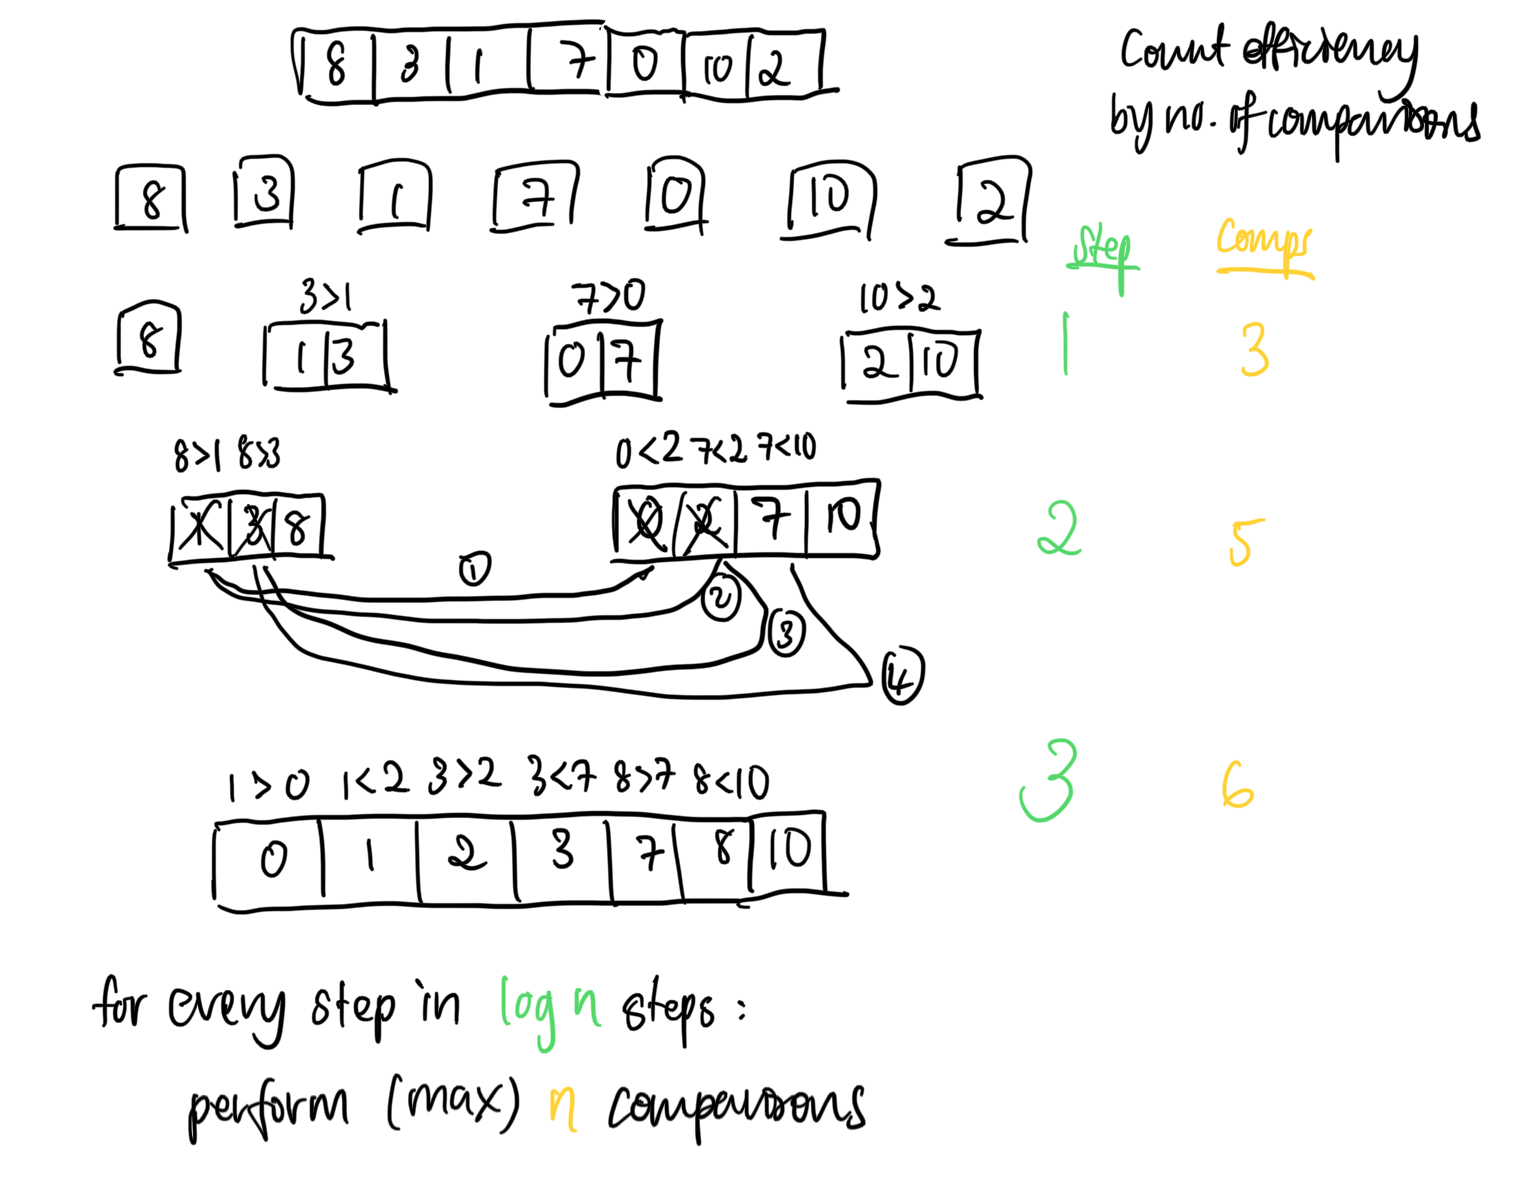 8 3 1 7 0 10 2
Count efficiency
by no. of comparisons
8 3 1 7 0 10 2
Step Comps
3>1 7>0 10>2
8 1 3 0 7 2 10 1 3
8>1 8>3 0<2 7<2 7<10
1 3 8 0 2 7 10 2 5
①
②
③
④
1>0 1<2 3>2 3<7 8>7 8<10 3 6
0 1 2 3 7 8 10
for every step in log n steps:
perform (max) n comparisons